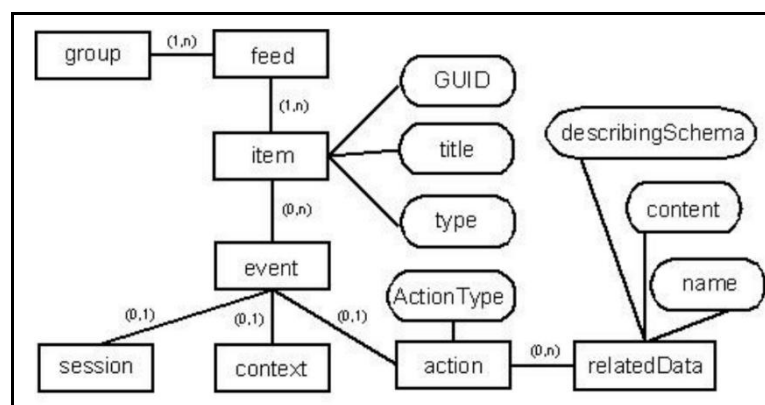 group
(1,n)
feed
(1,n)
GUID
describingSchema
item
title
content
(0,n)
type
name
event
ActionType
(0,1)
(0,1)
(0,1)
session
context
action
(0,n)
relatedData